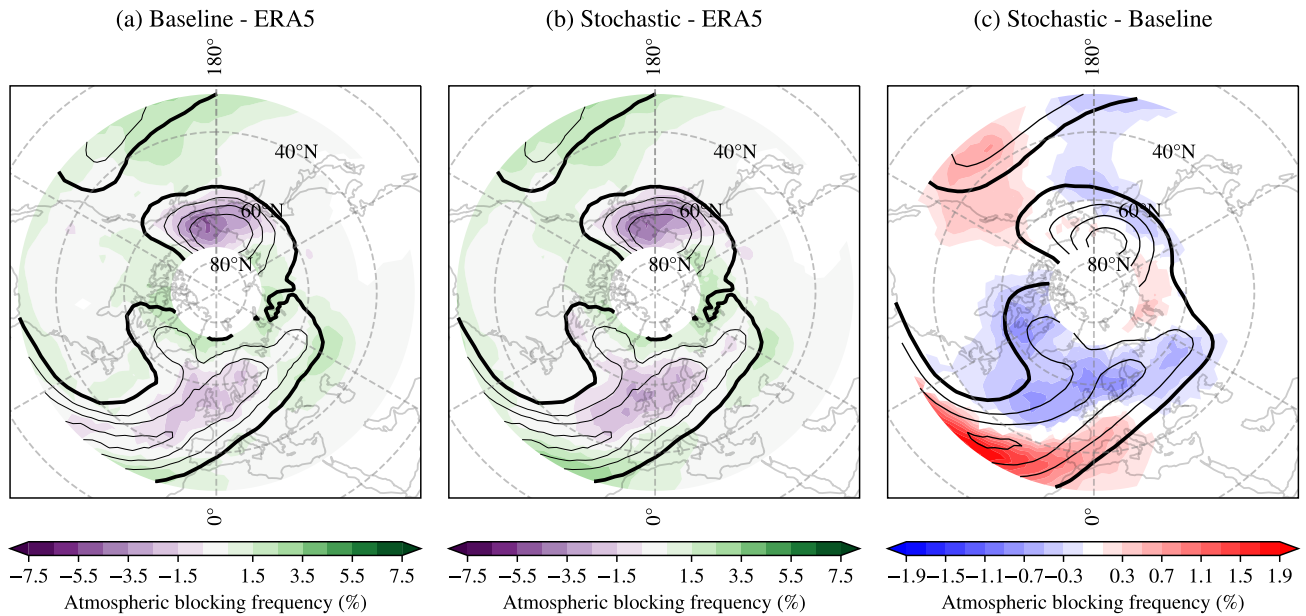 (a) Baseline - ERA5
(b) Stochastic - ERA5
(c) Stochastic - Baseline
180°
180°
180°
40°N
60°N
80°N
40°N
60°N
80°N
40°N
60°N
80°N
0°
0°
0°
−7.5 −5.5 −3.5 −1.5 1.5 3.5 5.5 7.5
−7.5 −5.5 −3.5 −1.5 1.5 3.5 5.5 7.5
−1.9 −1.5 −1.1 −0.7 −0.3 0.3 0.7 1.1 1.5 1.9
Atmospheric blocking frequency (%)
Atmospheric blocking frequency (%)
Atmospheric blocking frequency (%)